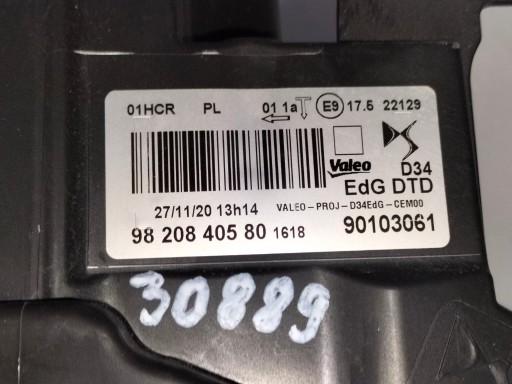 01HCR PL 01 1a E9 17.5 22129
Valeo D34
EdG DTD
27/11/20 13h14 VALEO-PROJ-D34EdG-CEM00
98 208 405 80 1618 90103061
30889